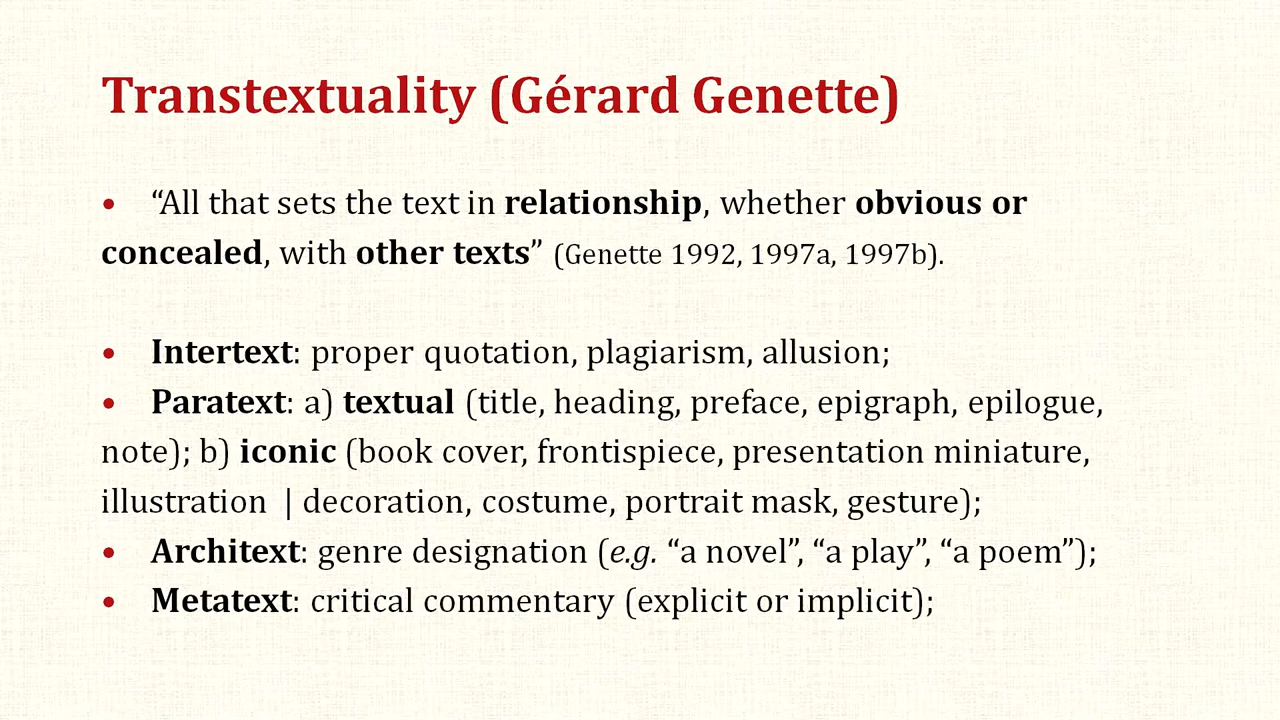 Transtextuality (Gérard Genette)
• “All that sets the text in relationship, whether obvious or
concealed, with other texts” (Genette 1992, 1997a, 1997b).
• Intertext: proper quotation, plagiarism, allusion;
• Paratext: a) textual (title, heading, preface, epigraph, epilogue,
note); b) iconic (book cover, frontispiece, presentation miniature,
illustration | decoration, costume, portrait mask, gesture);
• Architext: genre designation (e.g. “a novel”, “a play”, “a poem”);
• Metatext: critical commentary (explicit or implicit);